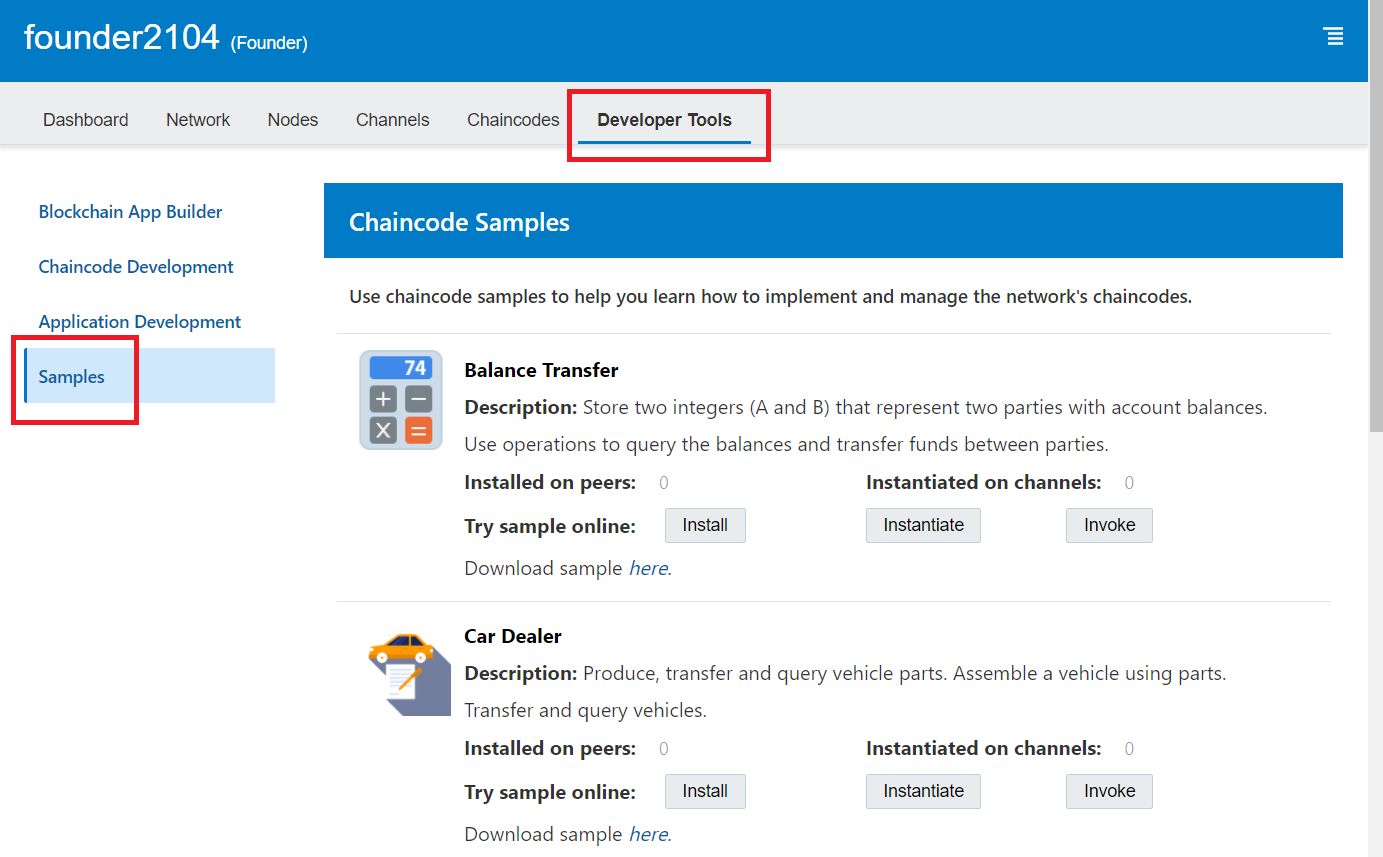 founder2104 (Founder)
Dashboard Network Nodes Channels Chaincodes Developer Tools
Blockchain App Builder
Chaincode Development
Application Development
Samples
Chaincode Samples
Use chaincode samples to help you learn how to implement and manage the network's chaincodes.
74
Balance Transfer
Description: Store two integers (A and B) that represent two parties with account balances.
Use operations to query the balances and transfer funds between parties.
Installed on peers: 0 Instantiated on channels: 0
Try sample online: Install Instantiate Invoke
Download sample here.
Car Dealer
Description: Produce, transfer and query vehicle parts. Assemble a vehicle using parts.
Transfer and query vehicles.
Installed on peers: 0 Instantiated on channels: 0
Try sample online: Install Instantiate Invoke
Download sample here.